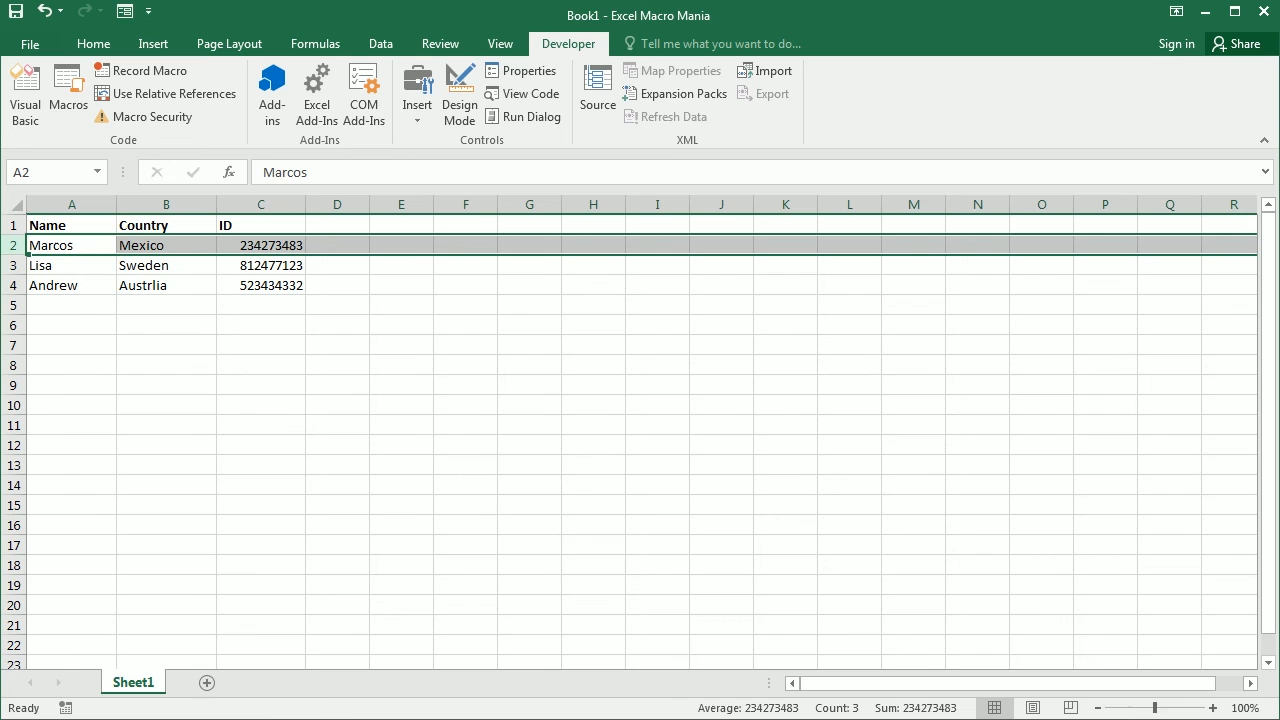 Book1 - Excel Macro Mania
File Home Insert Page Layout Formulas Data Review View Developer Tell me what you want to do... Sign in Share
Visual Basic
Macros
Record Macro
Use Relative References
Macro Security
Code
Add-ins
Excel Add-Ins
COM Add-Ins
Add-Ins
Insert
Design Mode
Properties
View Code
Run Dialog
Controls
Source
Map Properties
Expansion Packs
Refresh Data
Import
Export
XML
A2 fx Marcos
A B C D E F G H I J K L M N O P Q R
1 Name Country ID
2 Marcos Mexico 234273483
3 Lisa Sweden 812477123
4 Andrew Austrlia 523434332
5
6
7
8
9
10
11
12
13
14
15
16
17
18
19
20
21
22
23
Sheet1
Ready Average: 234273483 Count: 3 Sum: 234273483 100%